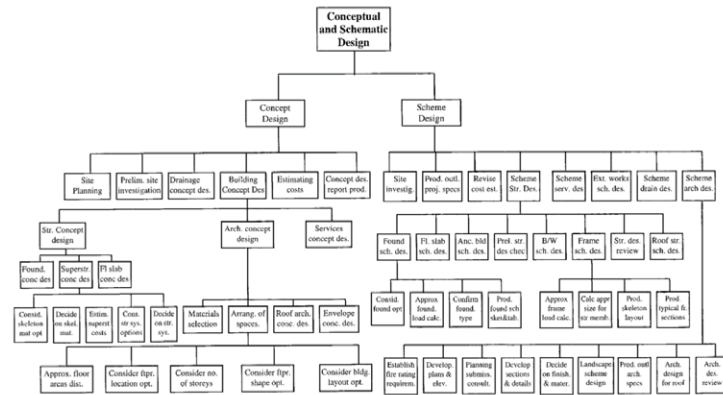 Conceptual
and Schematic
Design
Concept
Design
Scheme
Design
Site
Planning
Prelim. site
investigation
Drainage
concept des.
Building
Concept Des
Estimating
costs
Concept des.
report prod.
Site
investig.
Prod. outl.
proj. specs
Revise
cost est.
Scheme
Str. Des.
Scheme
serv. des
Ext. works
sch. des.
Scheme
drain des
Scheme
arch des.
Str. Concept
design
Arch. concept
design
Services
concept des.
Found
sch. des.
Fl. slab
sch. des.
Anc. bld
sch. des.
Prel. str.
des chec
B/W
sch. des.
Frame
sch. des.
Str. des.
review
Roof str.
sch. des.
Found.
conc des
Superstr.
conc des
Fl slab
conc des
Consid.
skeleton
mat opt
Decide
on skel.
mat.
Estim.
superst
costs
Cons.
str sys.
options
Decide
on str.
sys.
Materials
selection
Arrang. of
spaces.
Roof arch.
conc. des.
Envelope
conc. des.
Consid.
found opt
Approx
found.
load calc.
Confirm
found.
type
Prod.
found sch
skes&tab.
Approx
frame
load calc.
Calc appr
size for
str memb.
Prod.
skeleton
layout
Prod.
typical fr.
sections
Approx. floor
areas dist.
Consider ftpr.
location opt.
Consider no.
of storeys
Consider ftpr.
shape opt.
Consider bldg.
layout opt.
Establish
fire rating
requirem.
Develop.
plans &
elev.
Planning
submiss.
consult.
Develop
sections
& details
Decide
on finish.
& mater.
Landscape
scheme
design
Prod. outl
arch.
specs
Arch.
design
for roof
Arch.
des.
review